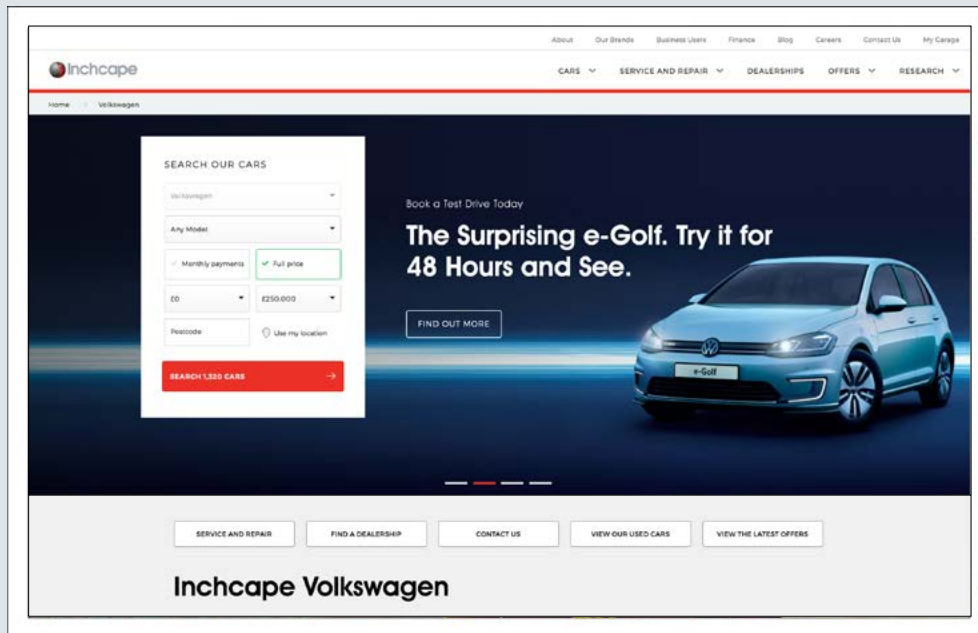 About Our Brands Business Users Finance Blog Careers Contact Us My Garage
Inchcape
CARS SERVICE AND REPAIR DEALERSHIPS OFFERS RESEARCH
Home Volkswagen
SEARCH OUR CARS
Volkswagen
Any Model
Monthly payments Full price
£0 £250,000
Postcode Use my location
SEARCH 1,320 CARS
Book a Test Drive Today
The Surprising e-Golf. Try it for
48 Hours and See.
FIND OUT MORE
e-Golf
SERVICE AND REPAIR FIND A DEALERSHIP CONTACT US VIEW OUR USED CARS VIEW THE LATEST OFFERS
Inchcape Volkswagen